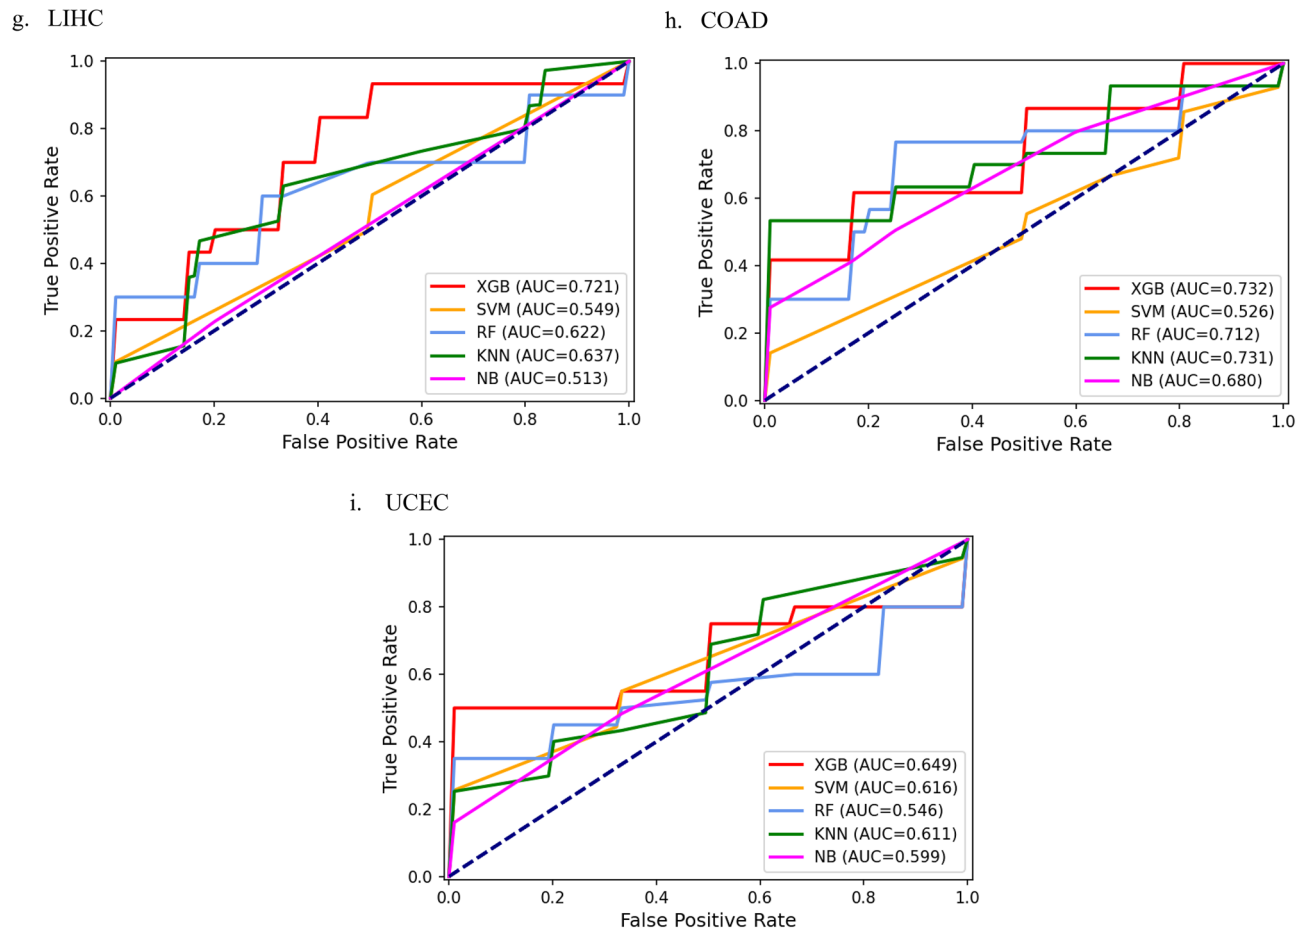 g. LIHC
1.0
0.8
0.6
0.4
0.2
0.0
True Positive Rate
XGB (AUC=0.721)
SVM (AUC=0.549)
RF (AUC=0.622)
KNN (AUC=0.637)
NB (AUC=0.513)
0.0 0.2 0.4 0.6 0.8 1.0
False Positive Rate
h. COAD
1.0
0.8
0.6
0.4
0.2
0.0
True Positive Rate
XGB (AUC=0.732)
SVM (AUC=0.526)
RF (AUC=0.712)
KNN (AUC=0.731)
NB (AUC=0.680)
0.0 0.2 0.4 0.6 0.8 1.0
False Positive Rate
i. UCEC
1.0
0.8
0.6
0.4
0.2
0.0
True Positive Rate
XGB (AUC=0.649)
SVM (AUC=0.616)
RF (AUC=0.546)
KNN (AUC=0.611)
NB (AUC=0.599)
0.0 0.2 0.4 0.6 0.8 1.0
False Positive Rate